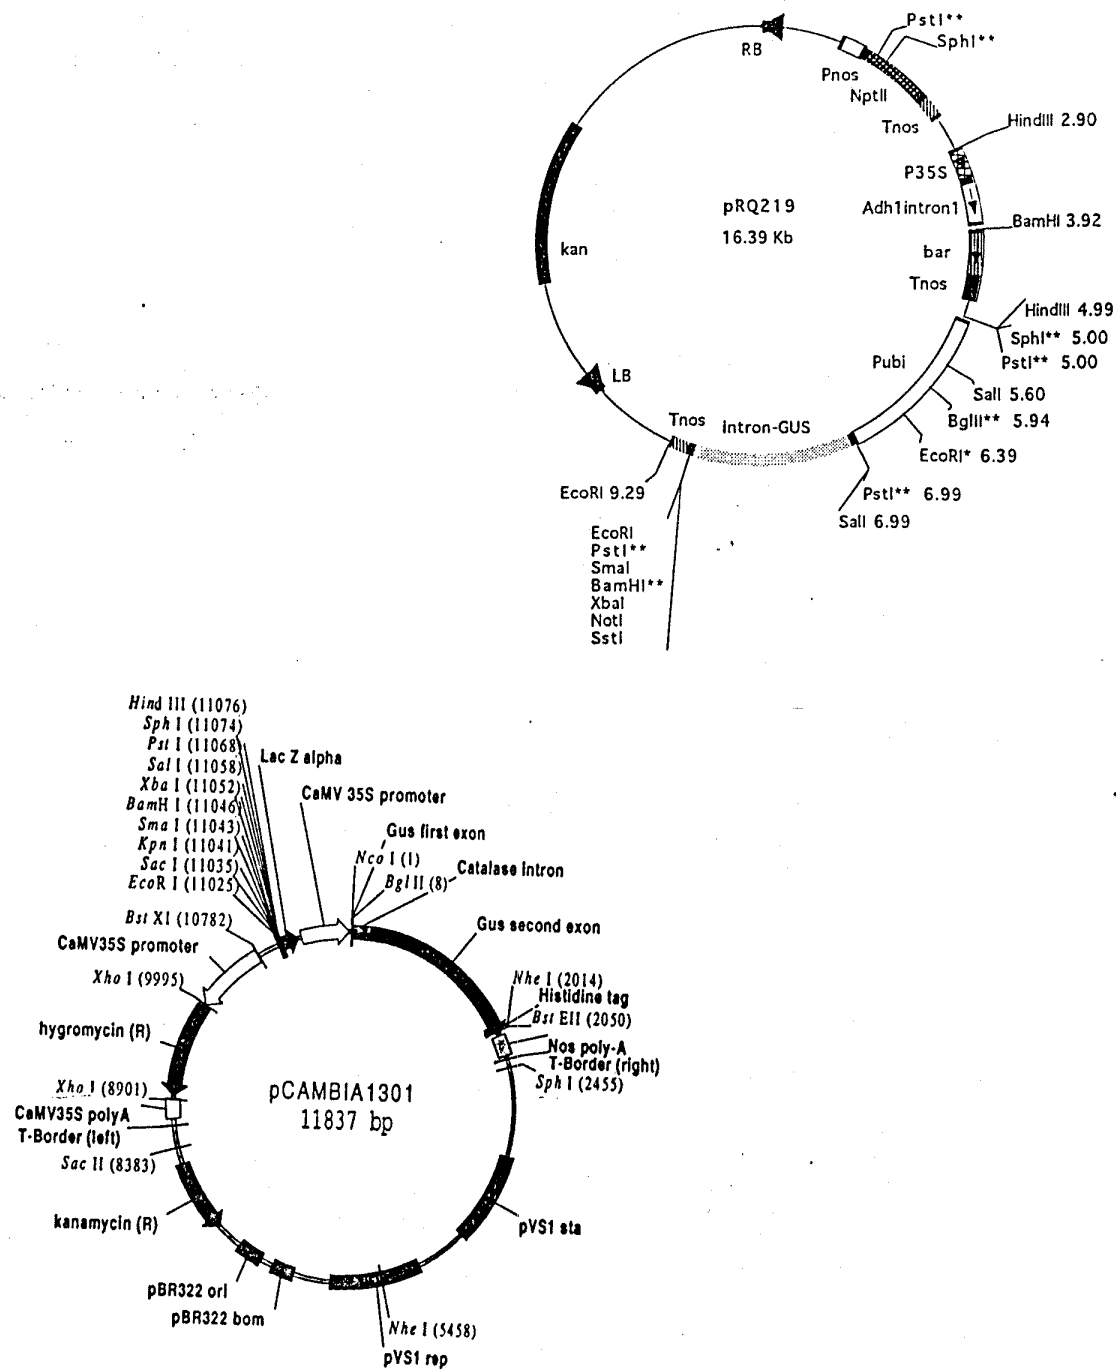 PstI**
SphI**
RB
Pnos
NptII
Tnos
HindIII 2.90
P35S
pRQ219
Adh1intron1
BamHI 3.92
16.39 Kb
kan
bar
Tnos
HindIII 4.99
SphI** 5.00
Pubi
PstI** 5.00
LB
SalI 5.60
BglII** 5.94
Tnos
intron-GUS
EcoRI* 6.39
EcoRI 9.29
PstI** 6.99
SalI 6.99
EcoRI
PstI**
SmaI
BamHI**
XbaI
NotI
SstI
Hind III (11076)
Sph I (11074)
Pst I (11068)
Sal I (11058)
Xba I (11052)
BamH I (11046)
Sma I (11043)
Kpn I (11041)
Sac I (11035)
EcoR I (11025)
Lac Z alpha
CaMV 35S promoter
Gus first exon
Nco I (1)
Bgl II (8)
Catalase intron
Bst XI (10782)
Gus second exon
CaMV35S promoter
Xho I (9995)
Nhe I (2014)
Histidine tag
Bst EII (2050)
hygromycin (R)
Nos poly-A
T-Border (right)
Sph I (2455)
Xho I (8901)
pCAMBIA1301
11837 bp
CaMV35S polyA
T-Border (left)
Sac II (8383)
kanamycin (R)
pVS1 sta
pBR322 ori
pBR322 bom
Nhe I (5458)
pVS1 rep